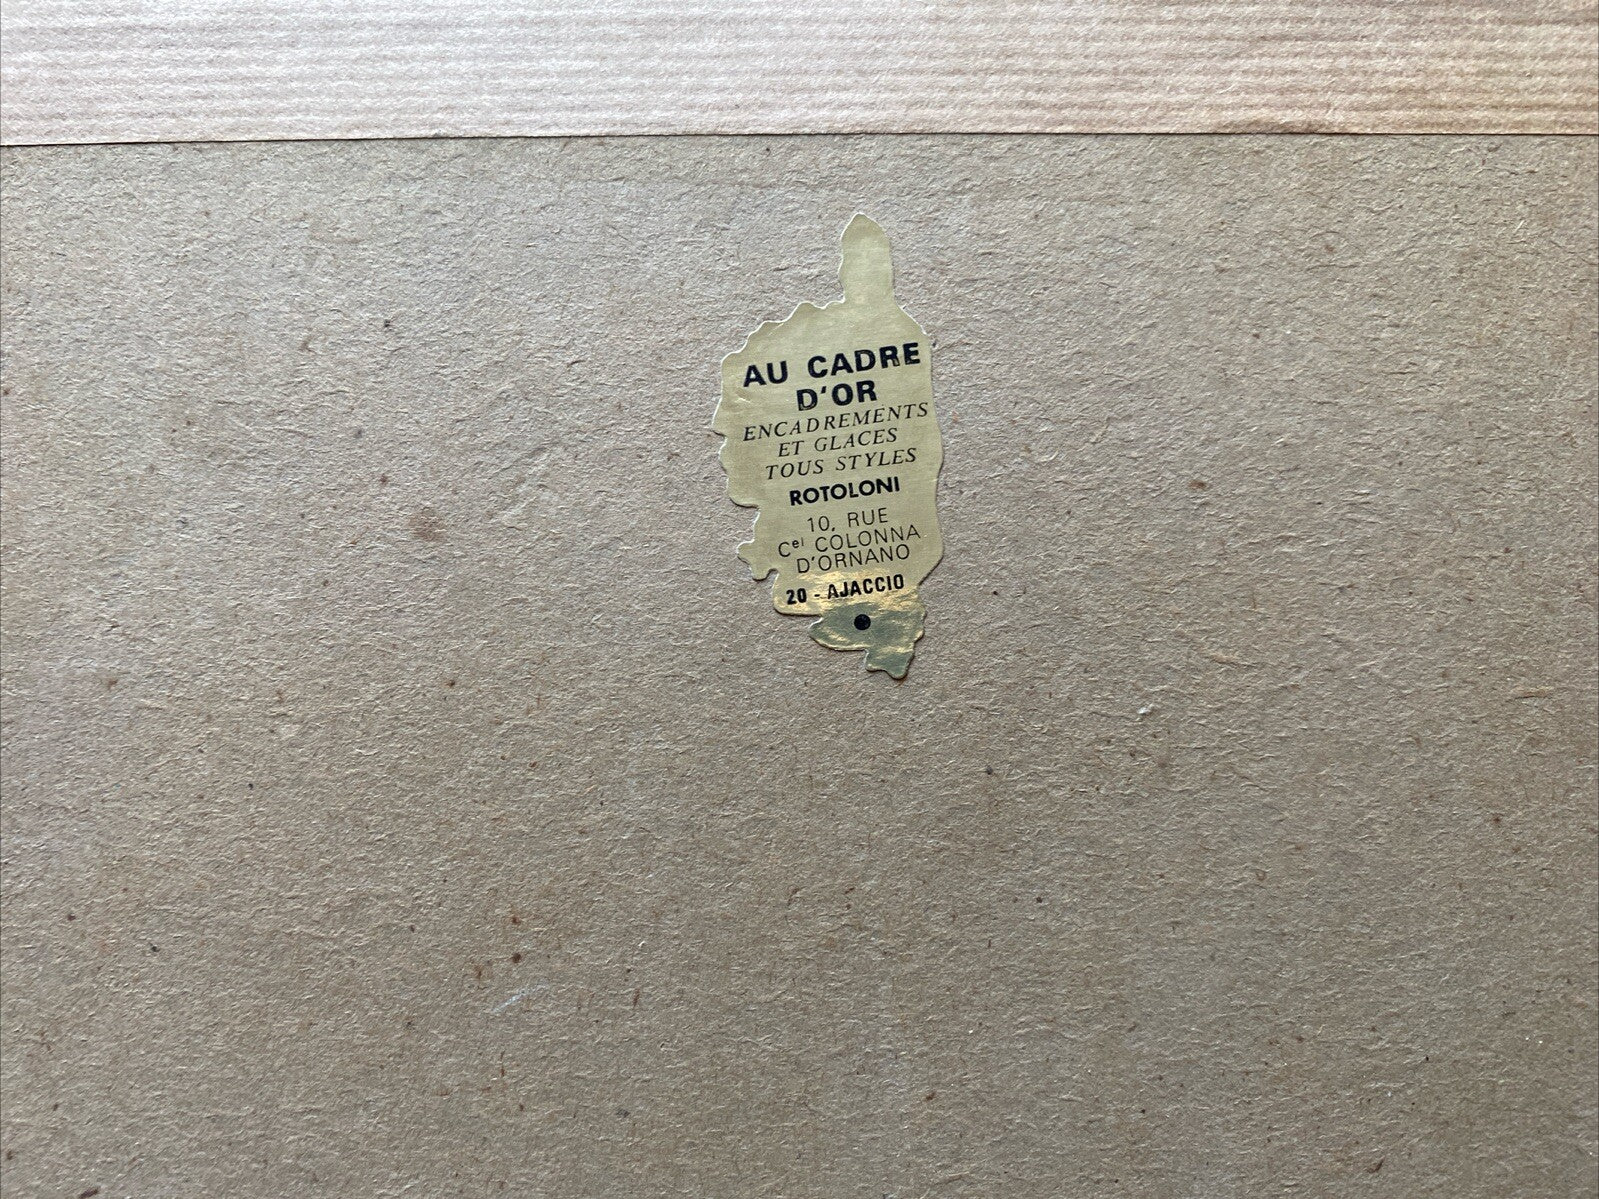 AU CADRE
D'OR
ENCADREMENTS
ET GLACES
TOUS STYLES
ROTOLONI
10, RUE
Cel COLONNA
D'ORNANO
20 - AJACCIO